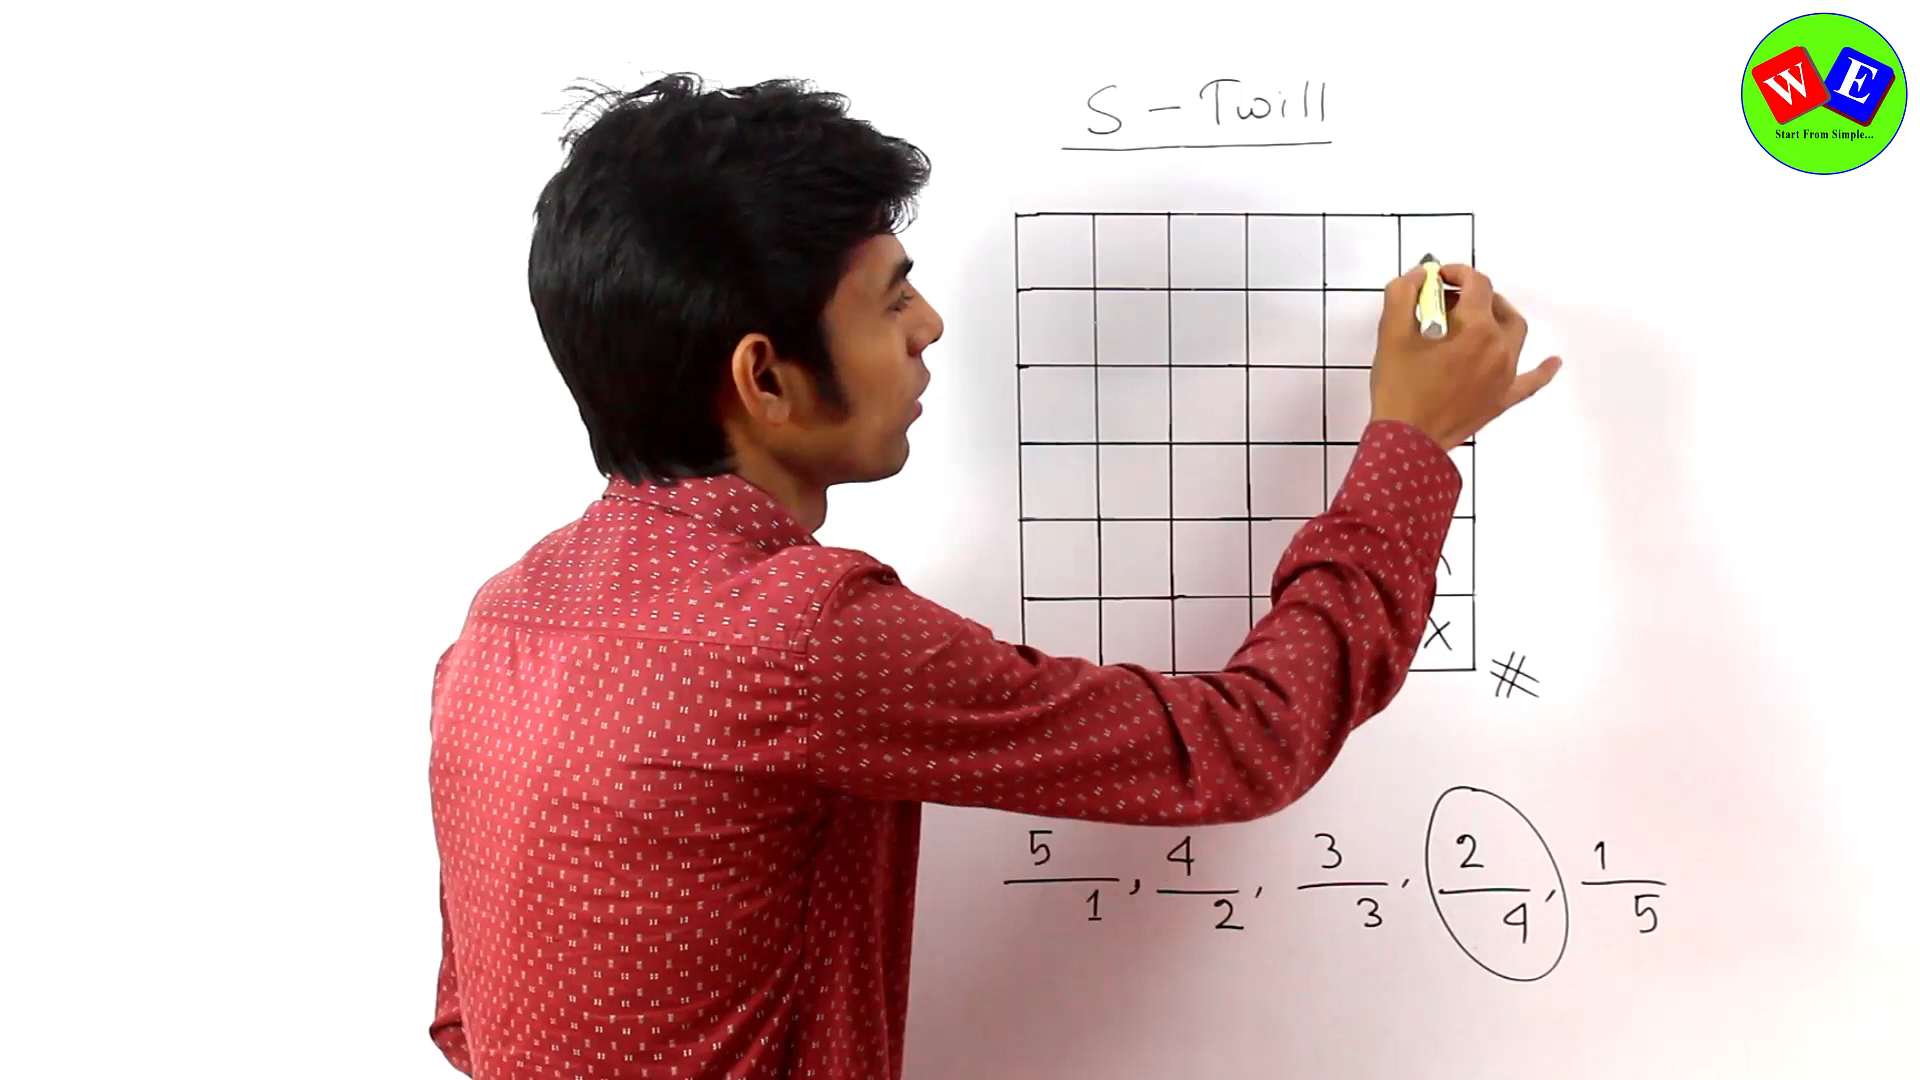 W E
Start From Simple...
S - Twill
X
#
5/1, 4/2, 3/3, 2/4, 1/5